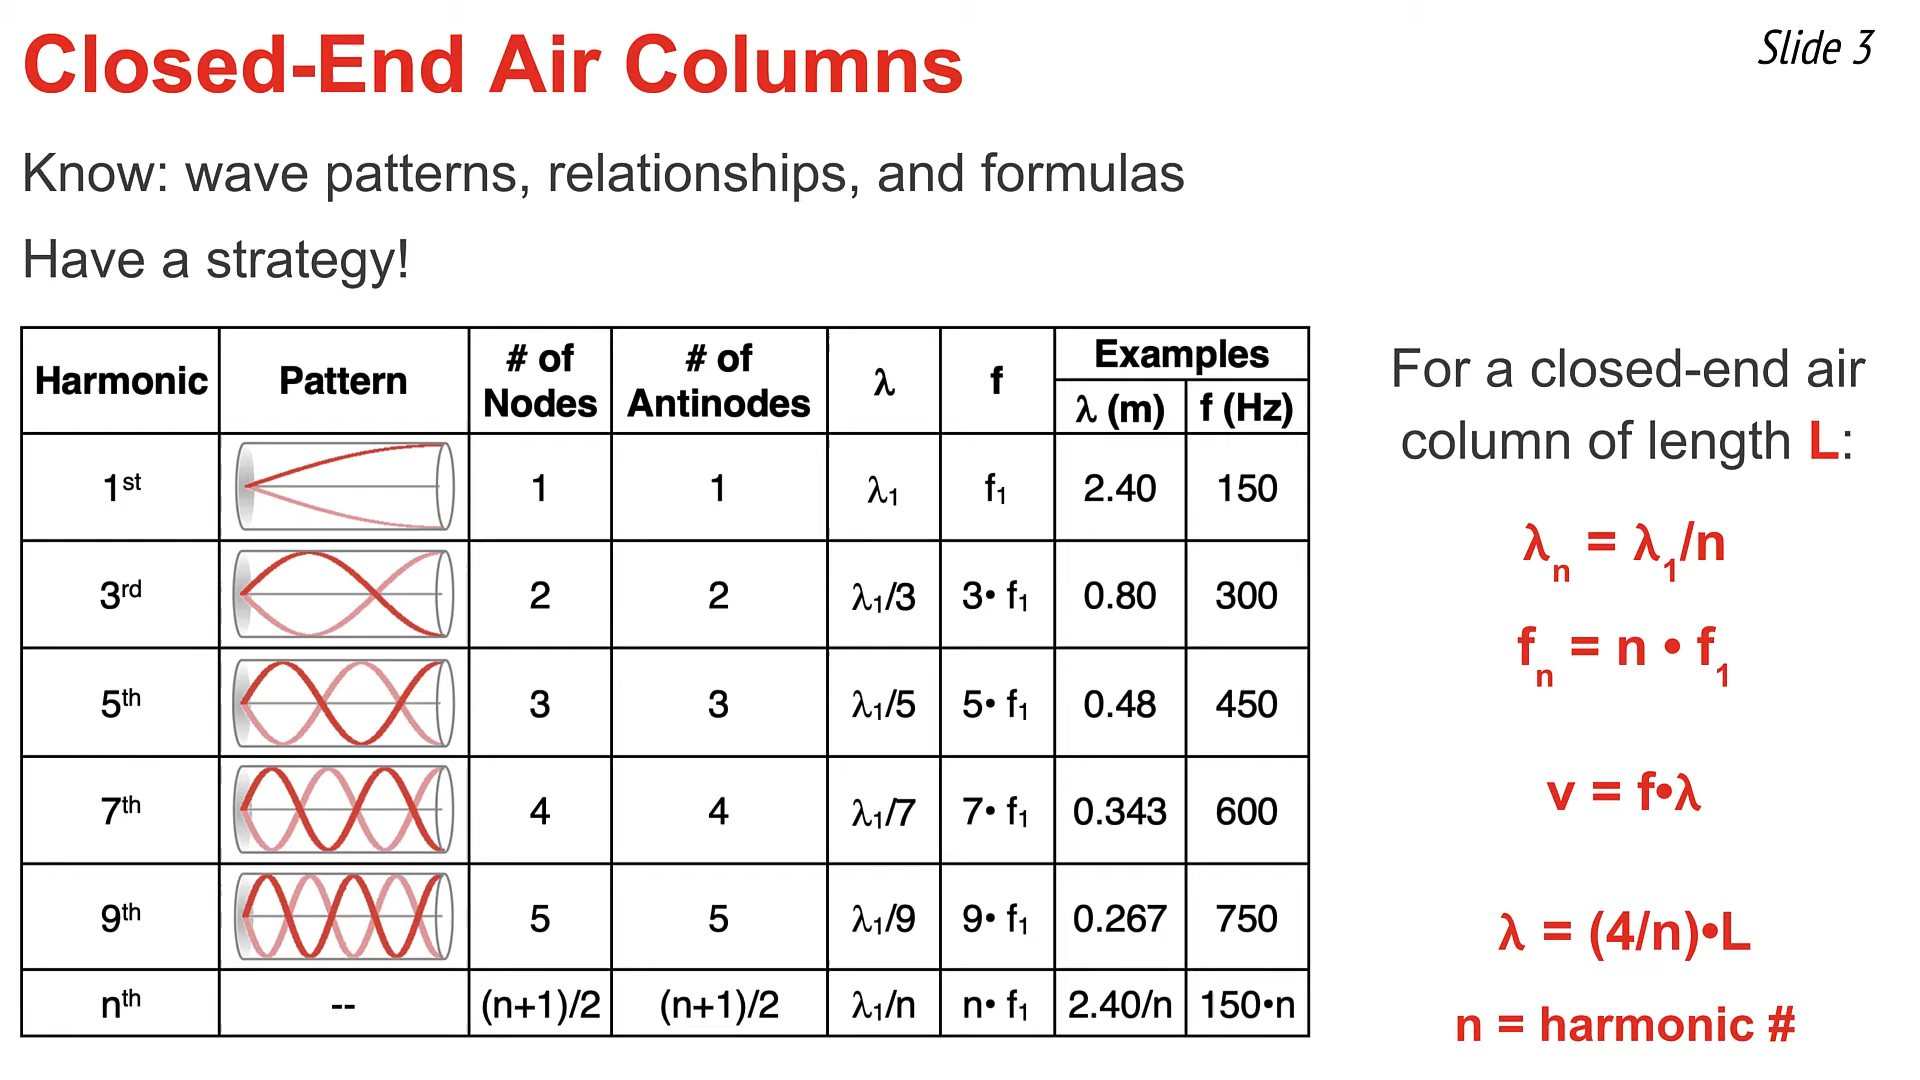 Closed-End Air Columns
Slide 3
Know: wave patterns, relationships, and formulas
Have a strategy!
Harmonic | Pattern | # of Nodes | # of Antinodes | λ | f | Examples
λ (m) | f (Hz)
1st | 1 | 1 | λ₁ | f₁ | 2.40 | 150
3rd | 2 | 2 | λ₁/3 | 3• f₁ | 0.80 | 300
5th | 3 | 3 | λ₁/5 | 5• f₁ | 0.48 | 450
7th | 4 | 4 | λ₁/7 | 7• f₁ | 0.343 | 600
9th | 5 | 5 | λ₁/9 | 9• f₁ | 0.267 | 750
nth | -- | (n+1)/2 | (n+1)/2 | λ₁/n | n• f₁ | 2.40/n | 150•n
For a closed-end air
column of length L:
λₙ = λ₁/n
fₙ = n • f₁
v = f•λ
λ = (4/n)•L
n = harmonic #